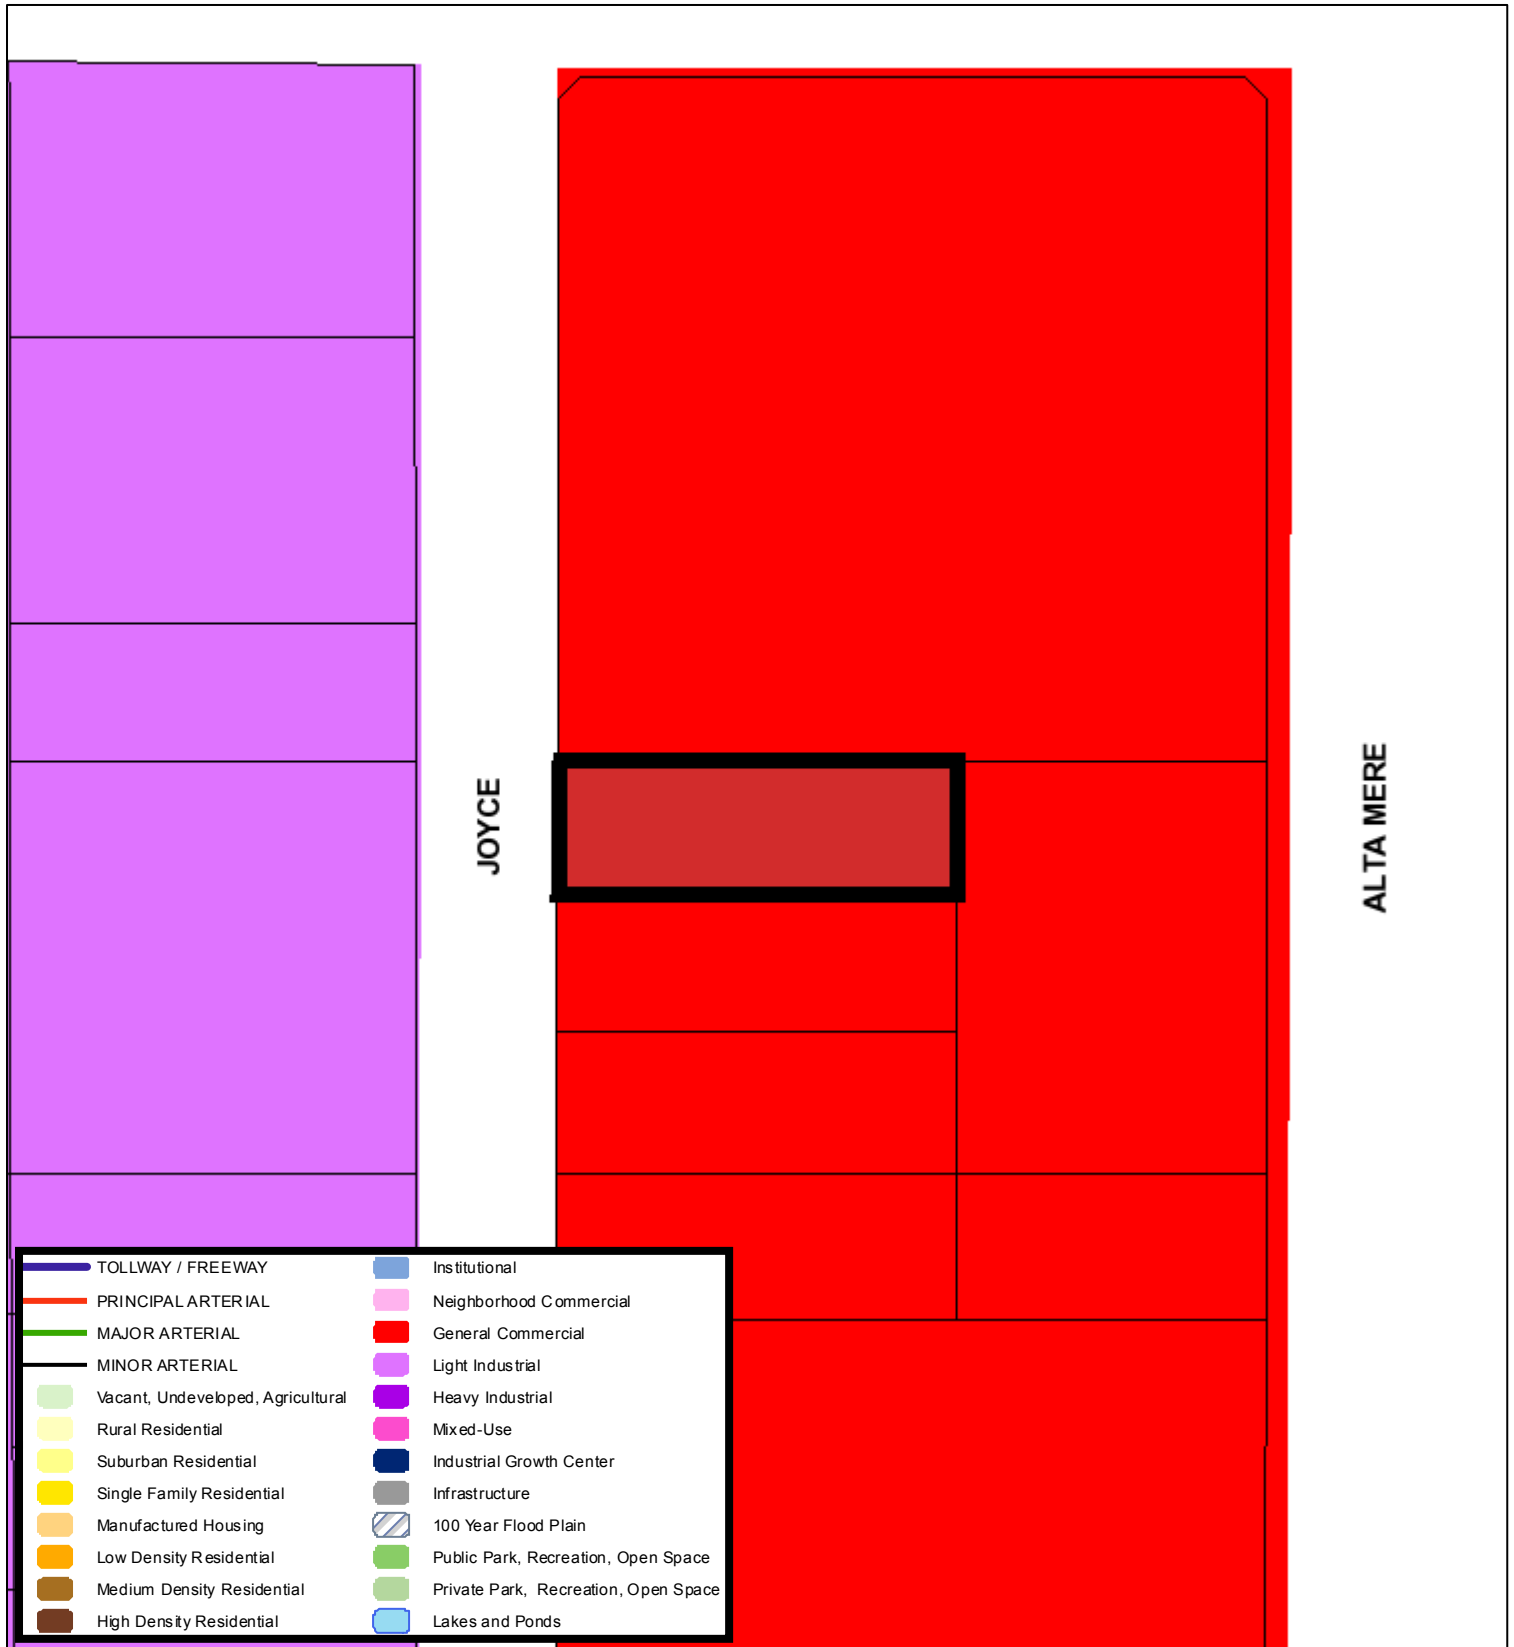 JOYCE
ALTA MERE
TOLLWAY / FREEWAY
PRINCIPAL ARTERIAL
MAJOR ARTERIAL
MINOR ARTERIAL
Vacant, Undeveloped, Agricultural
Rural Residential
Suburban Residential
Single Family Residential
Manufactured Housing
Low Density Residential
Medium Density Residential
High Density Residential
Institutional
Neighborhood Commercial
General Commercial
Light Industrial
Heavy Industrial
Mixed-Use
Industrial Growth Center
Infrastructure
100 Year Flood Plain
Public Park, Recreation, Open Space
Private Park, Recreation, Open Space
Lakes and Ponds